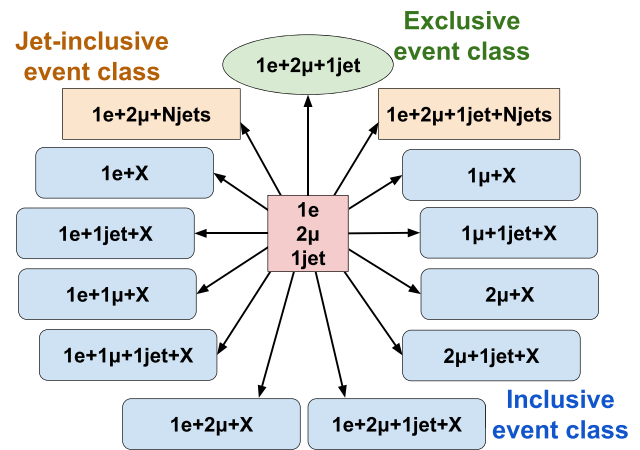 Exclusive
event class
Jet-inclusive
event class
1e+2μ+1jet
1e+2μ+Njets
1e+2μ+1jet+Njets
1e+X
1μ+X
1e
2μ
1jet
1e+1jet+X
1μ+1jet+X
1e+1μ+X
2μ+X
1e+1μ+1jet+X
2μ+1jet+X
1e+2μ+X
1e+2μ+1jet+X
Inclusive
event class